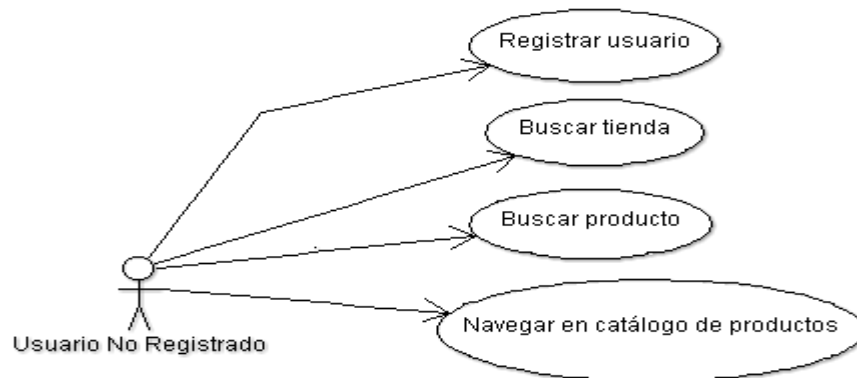 Registrar usuario
Buscar tienda
Buscar producto
Navegar en catálogo de productos
Usuario No Registrado